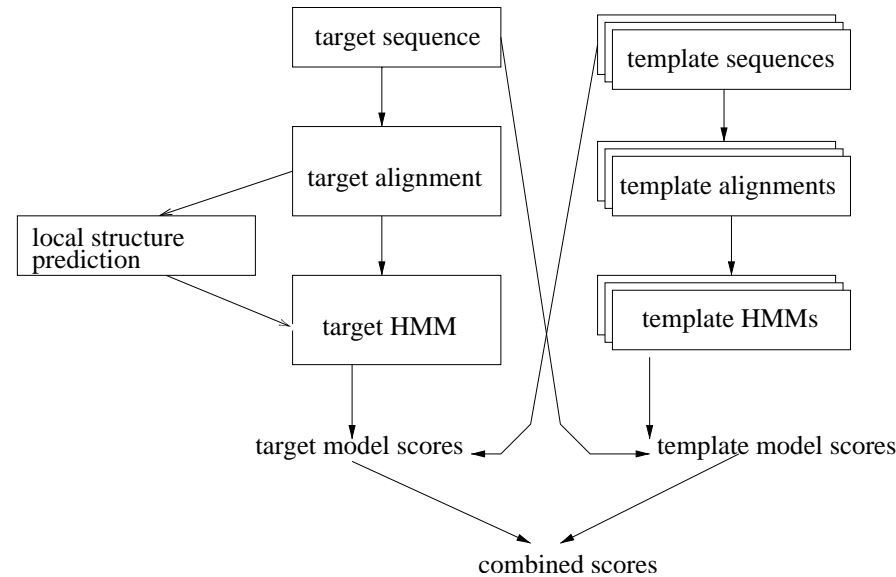 target sequence
template sequences
target alignment
template alignments
local structure
prediction
target HMM
template HMMs
target model scores
template model scores
combined scores